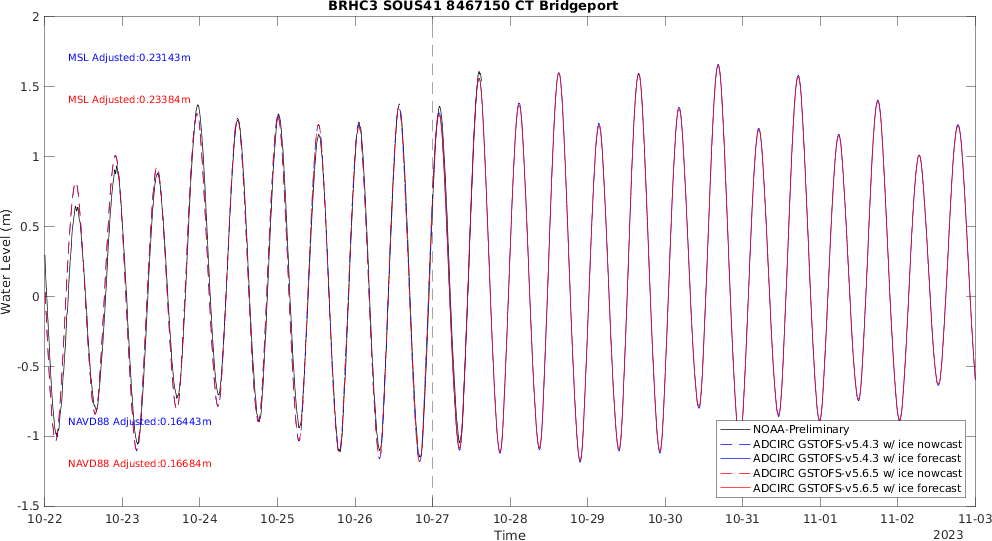 BRHC3 SOUS41 8467150 CT Bridgeport
2
1.5
1
0.5
0
-0.5
-1
-1.5
Water Level (m)
MSL Adjusted:0.23143m
MSL Adjusted:0.23384m
NAVD88 Adjusted:0.16443m
NAVD88 Adjusted:0.16684m
NOAA-Preliminary
ADCIRC GSTOFS-v5.4.3 w/ ice nowcast
ADCIRC GSTOFS-v5.4.3 w/ ice forecast
ADCIRC GSTOFS-v5.6.5 w/ ice nowcast
ADCIRC GSTOFS-v5.6.5 w/ ice forecast
10-22 10-23 10-24 10-25 10-26 10-27 10-28 10-29 10-30 10-31 11-01 11-02 11-03
Time
2023